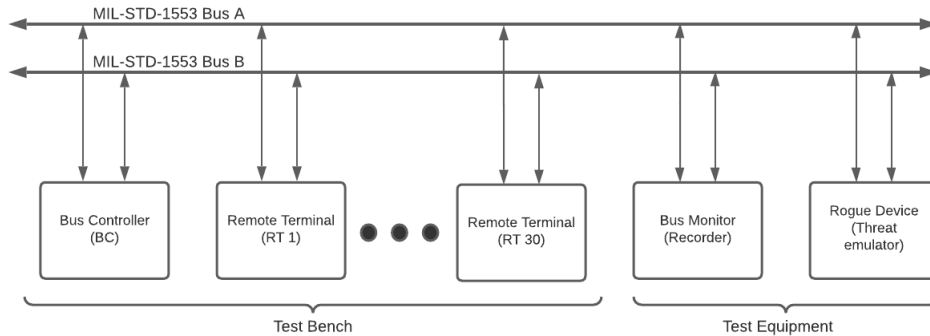 MIL-STD-1553 Bus A
MIL-STD-1553 Bus B
Bus Controller
(BC)
Remote Terminal
(RT 1)
Remote Terminal
(RT 30)
Bus Monitor
(Recorder)
Rogue Device
(Threat
emulator)
Test Bench
Test Equipment